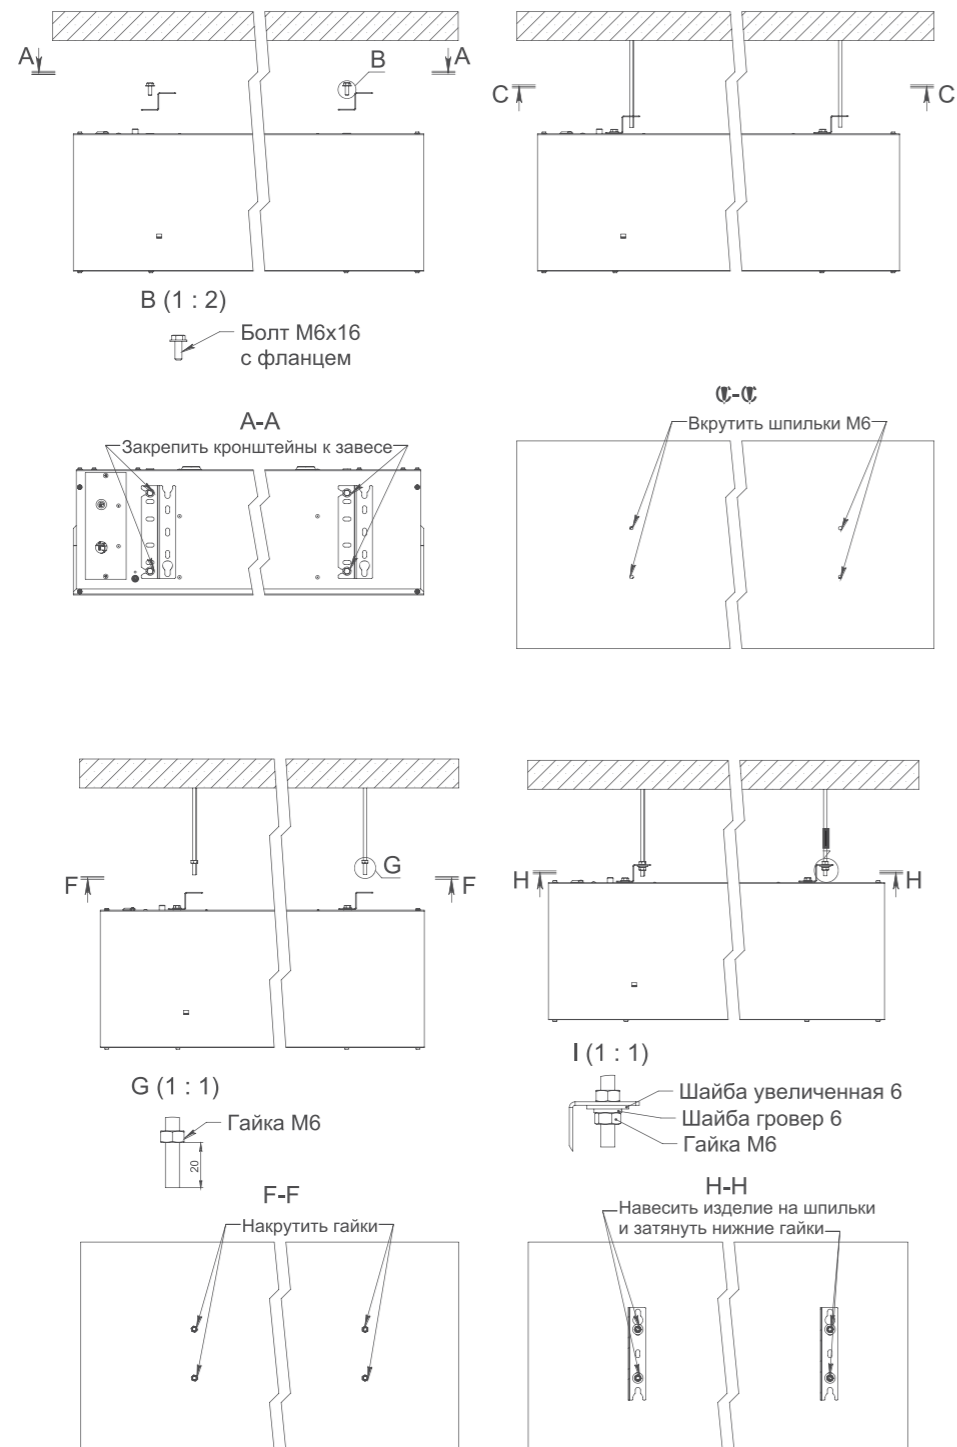 A
A
B
C
C
B (1 : 2)
Болт М6х16
с фланцем
A-A
Закрепить кронштейны к завесе
C-C
Вкрутить шпильки М6
G
F
F
H
H
G (1 : 1)
Гайка М6
20
I (1 : 1)
Шайба увеличенная 6
Шайба гровер 6
Гайка М6
F-F
Накрутить гайки
H-H
Навесить изделие на шпильки
и затянуть нижние гайки